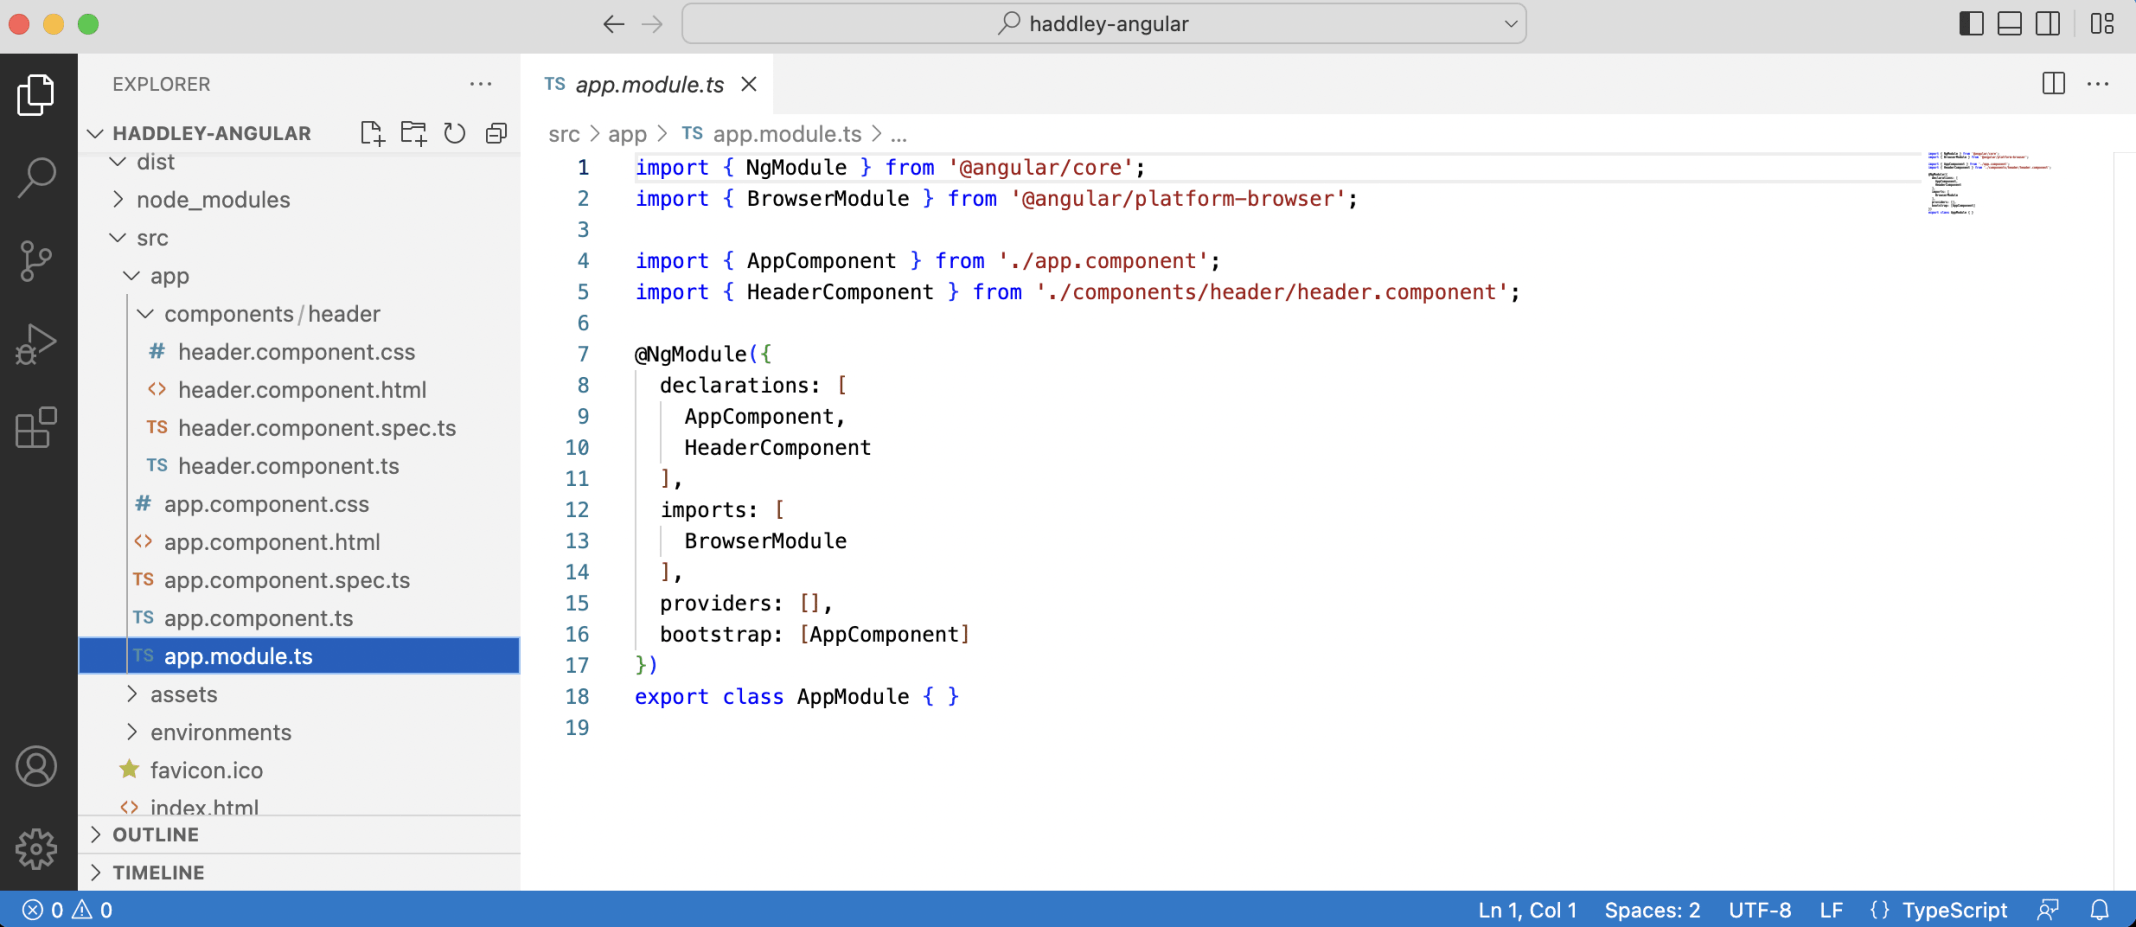 haddley-angular
EXPLORER
HADDLEY-ANGULAR
dist
node_modules
src
app
components/header
# header.component.css
<> header.component.html
TS header.component.spec.ts
TS header.component.ts
# app.component.css
<> app.component.html
TS app.component.spec.ts
TS app.component.ts
TS app.module.ts
assets
environments
favicon.ico
<> index.html
OUTLINE
TIMELINE
TS app.module.ts
src > app > TS app.module.ts > ...
1 import { NgModule } from '@angular/core';
2 import { BrowserModule } from '@angular/platform-browser';
3
4 import { AppComponent } from './app.component';
5 import { HeaderComponent } from './components/header/header.component';
6
7 @NgModule({
8   declarations: [
9     AppComponent,
10     HeaderComponent
11   ],
12   imports: [
13     BrowserModule
14   ],
15   providers: [],
16   bootstrap: [AppComponent]
17 })
18 export class AppModule { }
19
0 0
Ln 1, Col 1 Spaces: 2 UTF-8 LF {} TypeScript